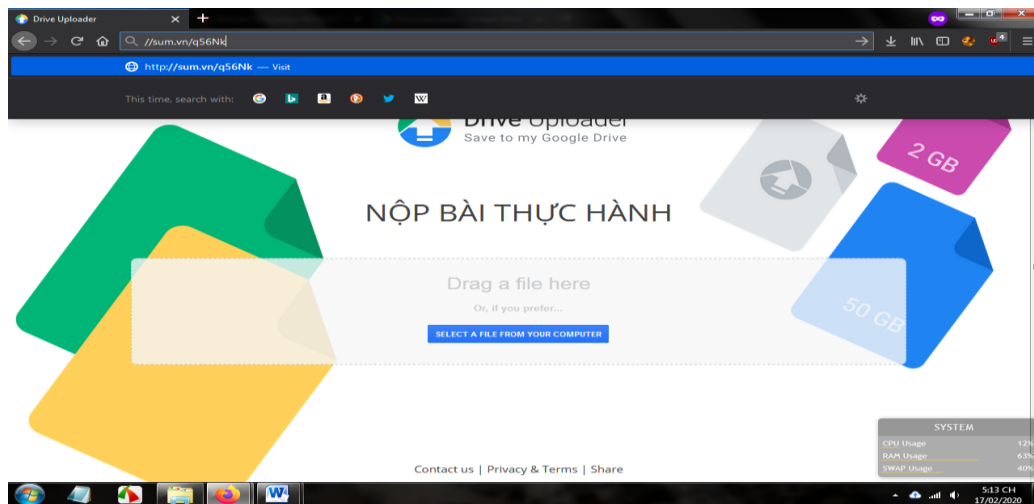 Drive Uploader
//sum.vn/q56Nk
http://sum.vn/q56Nk — Visit
This time, search with:
Drive Uploader
Save to my Google Drive
2 GB
NỘP BÀI THỰC HÀNH
Drag a file here
Or, if you prefer...
50 GB
SELECT A FILE FROM YOUR COMPUTER
SYSTEM
CPU Usage 12%
RAM Usage 63%
SWAP Usage 40%
Contact us | Privacy & Terms | Share
5:13 CH
17/02/2020